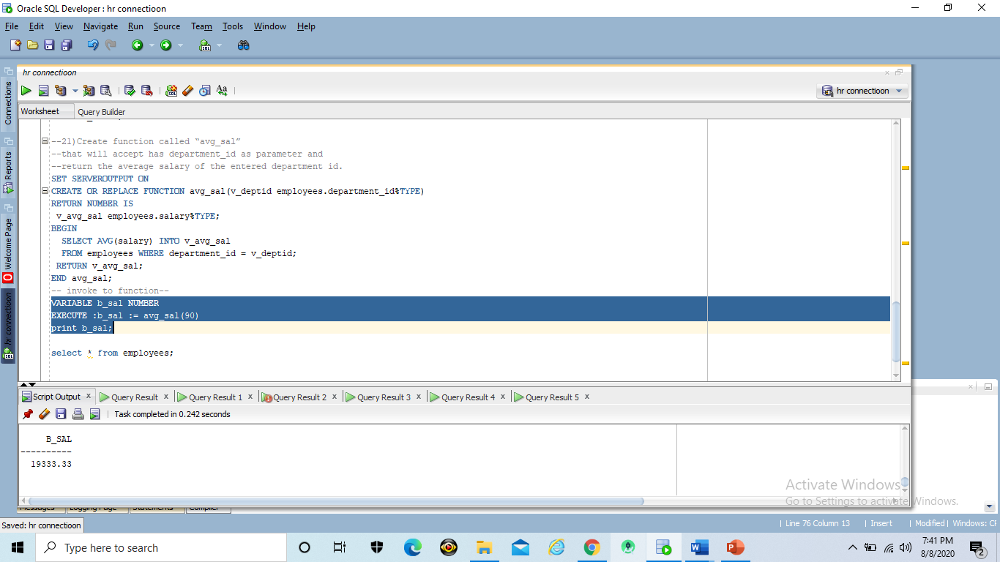 Oracle SQL Developer : hr connectioon
File Edit View Navigate Run Source Team Tools Window Help
hr connectioon
hr connectioon
Worksheet Query Builder
Connections
Reports
Welcome Page
hr connectioon
--21)Create function called “avg_sal”
--that will accept has department_id as parameter and
--return the average salary of the entered department id.
SET SERVEROUTPUT ON
CREATE OR REPLACE FUNCTION avg_sal(v_deptid employees.department_id%TYPE)
RETURN NUMBER IS
v_avg_sal employees.salary%TYPE;
BEGIN
SELECT AVG(salary) INTO v_avg_sal
FROM employees WHERE department_id = v_deptid;
RETURN v_avg_sal;
END avg_sal;
-- invoke to function--
VARIABLE b_sal NUMBER
EXECUTE :b_sal := avg_sal(90)
print b_sal;
select * from employees;
Script Output x Query Result x Query Result 1 x Query Result 2 x Query Result 3 x Query Result 4 x Query Result 5 x
Task completed in 0.242 seconds
B_SAL
----------
19333.33
Activate Windows
Go to Settings to activate Windows.
Messages Logging Page Statements Compiler
Saved: hr connectioon
| Line 76 Column 13 | Insert | Modified | Windows: CF
Type here to search
7:41 PM
8/8/2020
2